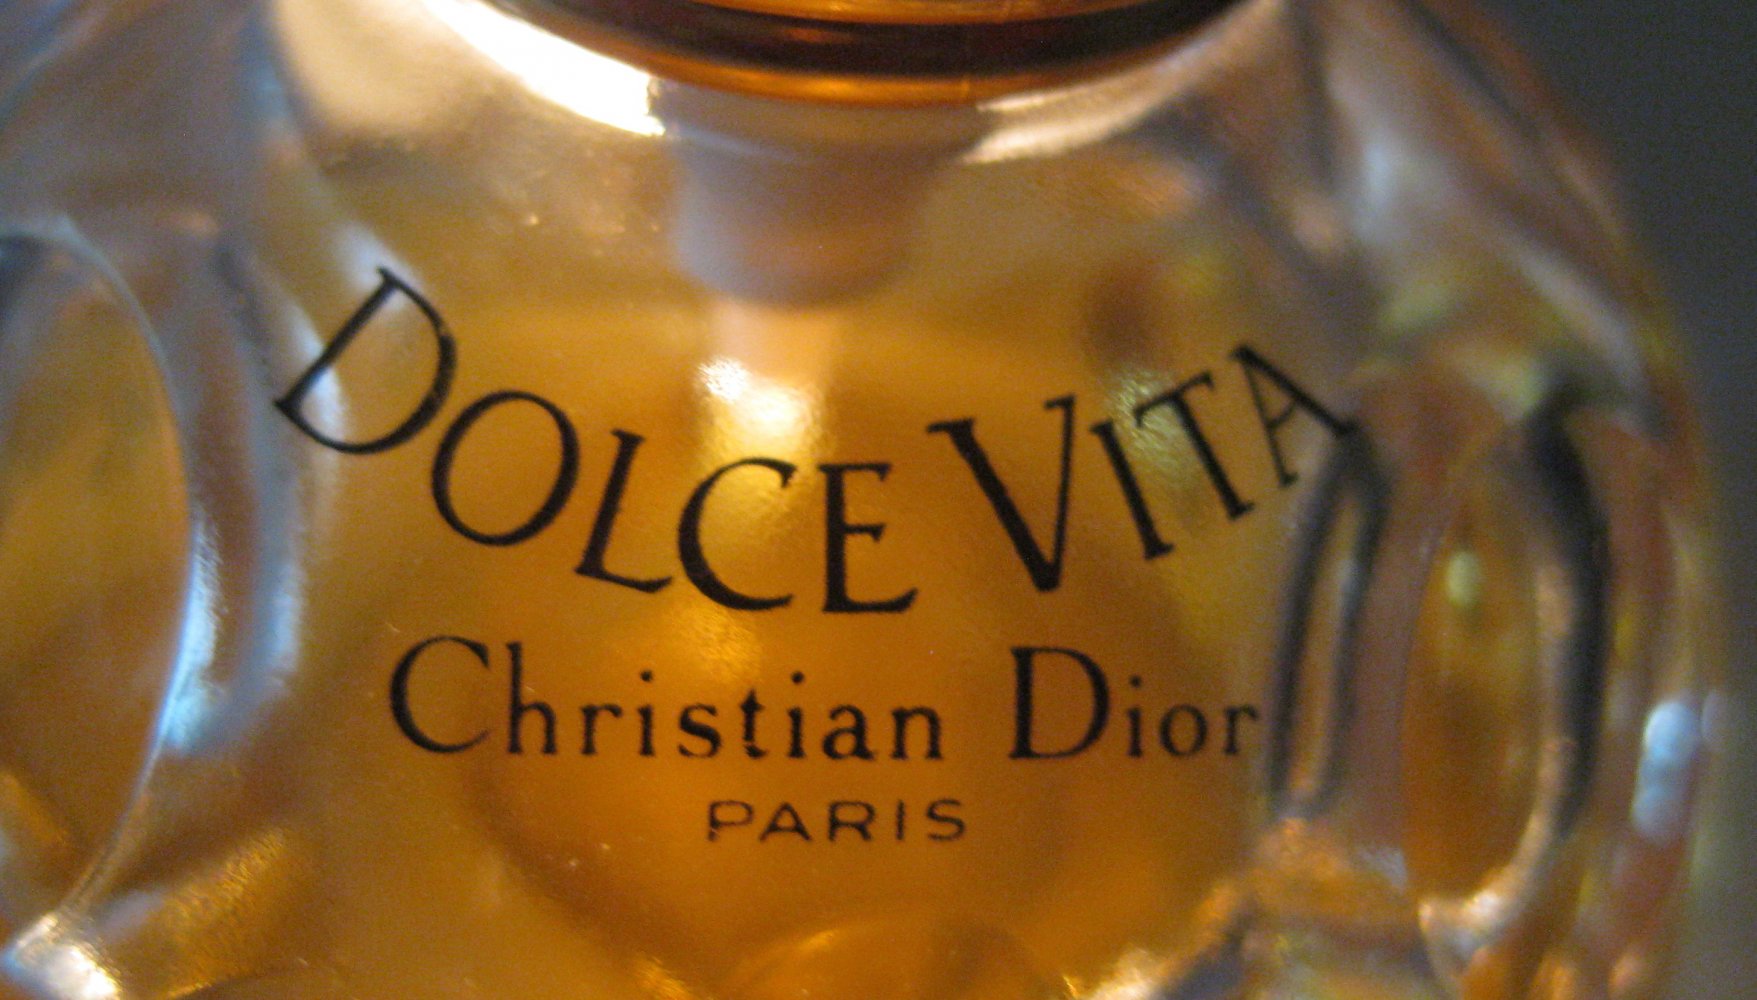 DOLCE VITA
Christian Dior
PARIS